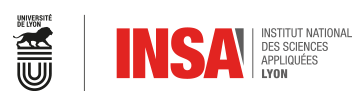 UNIVERSITÉ
DE LYON
INSA
INSTITUT NATIONAL
DES SCIENCES
APPLIQUÉES
LYON